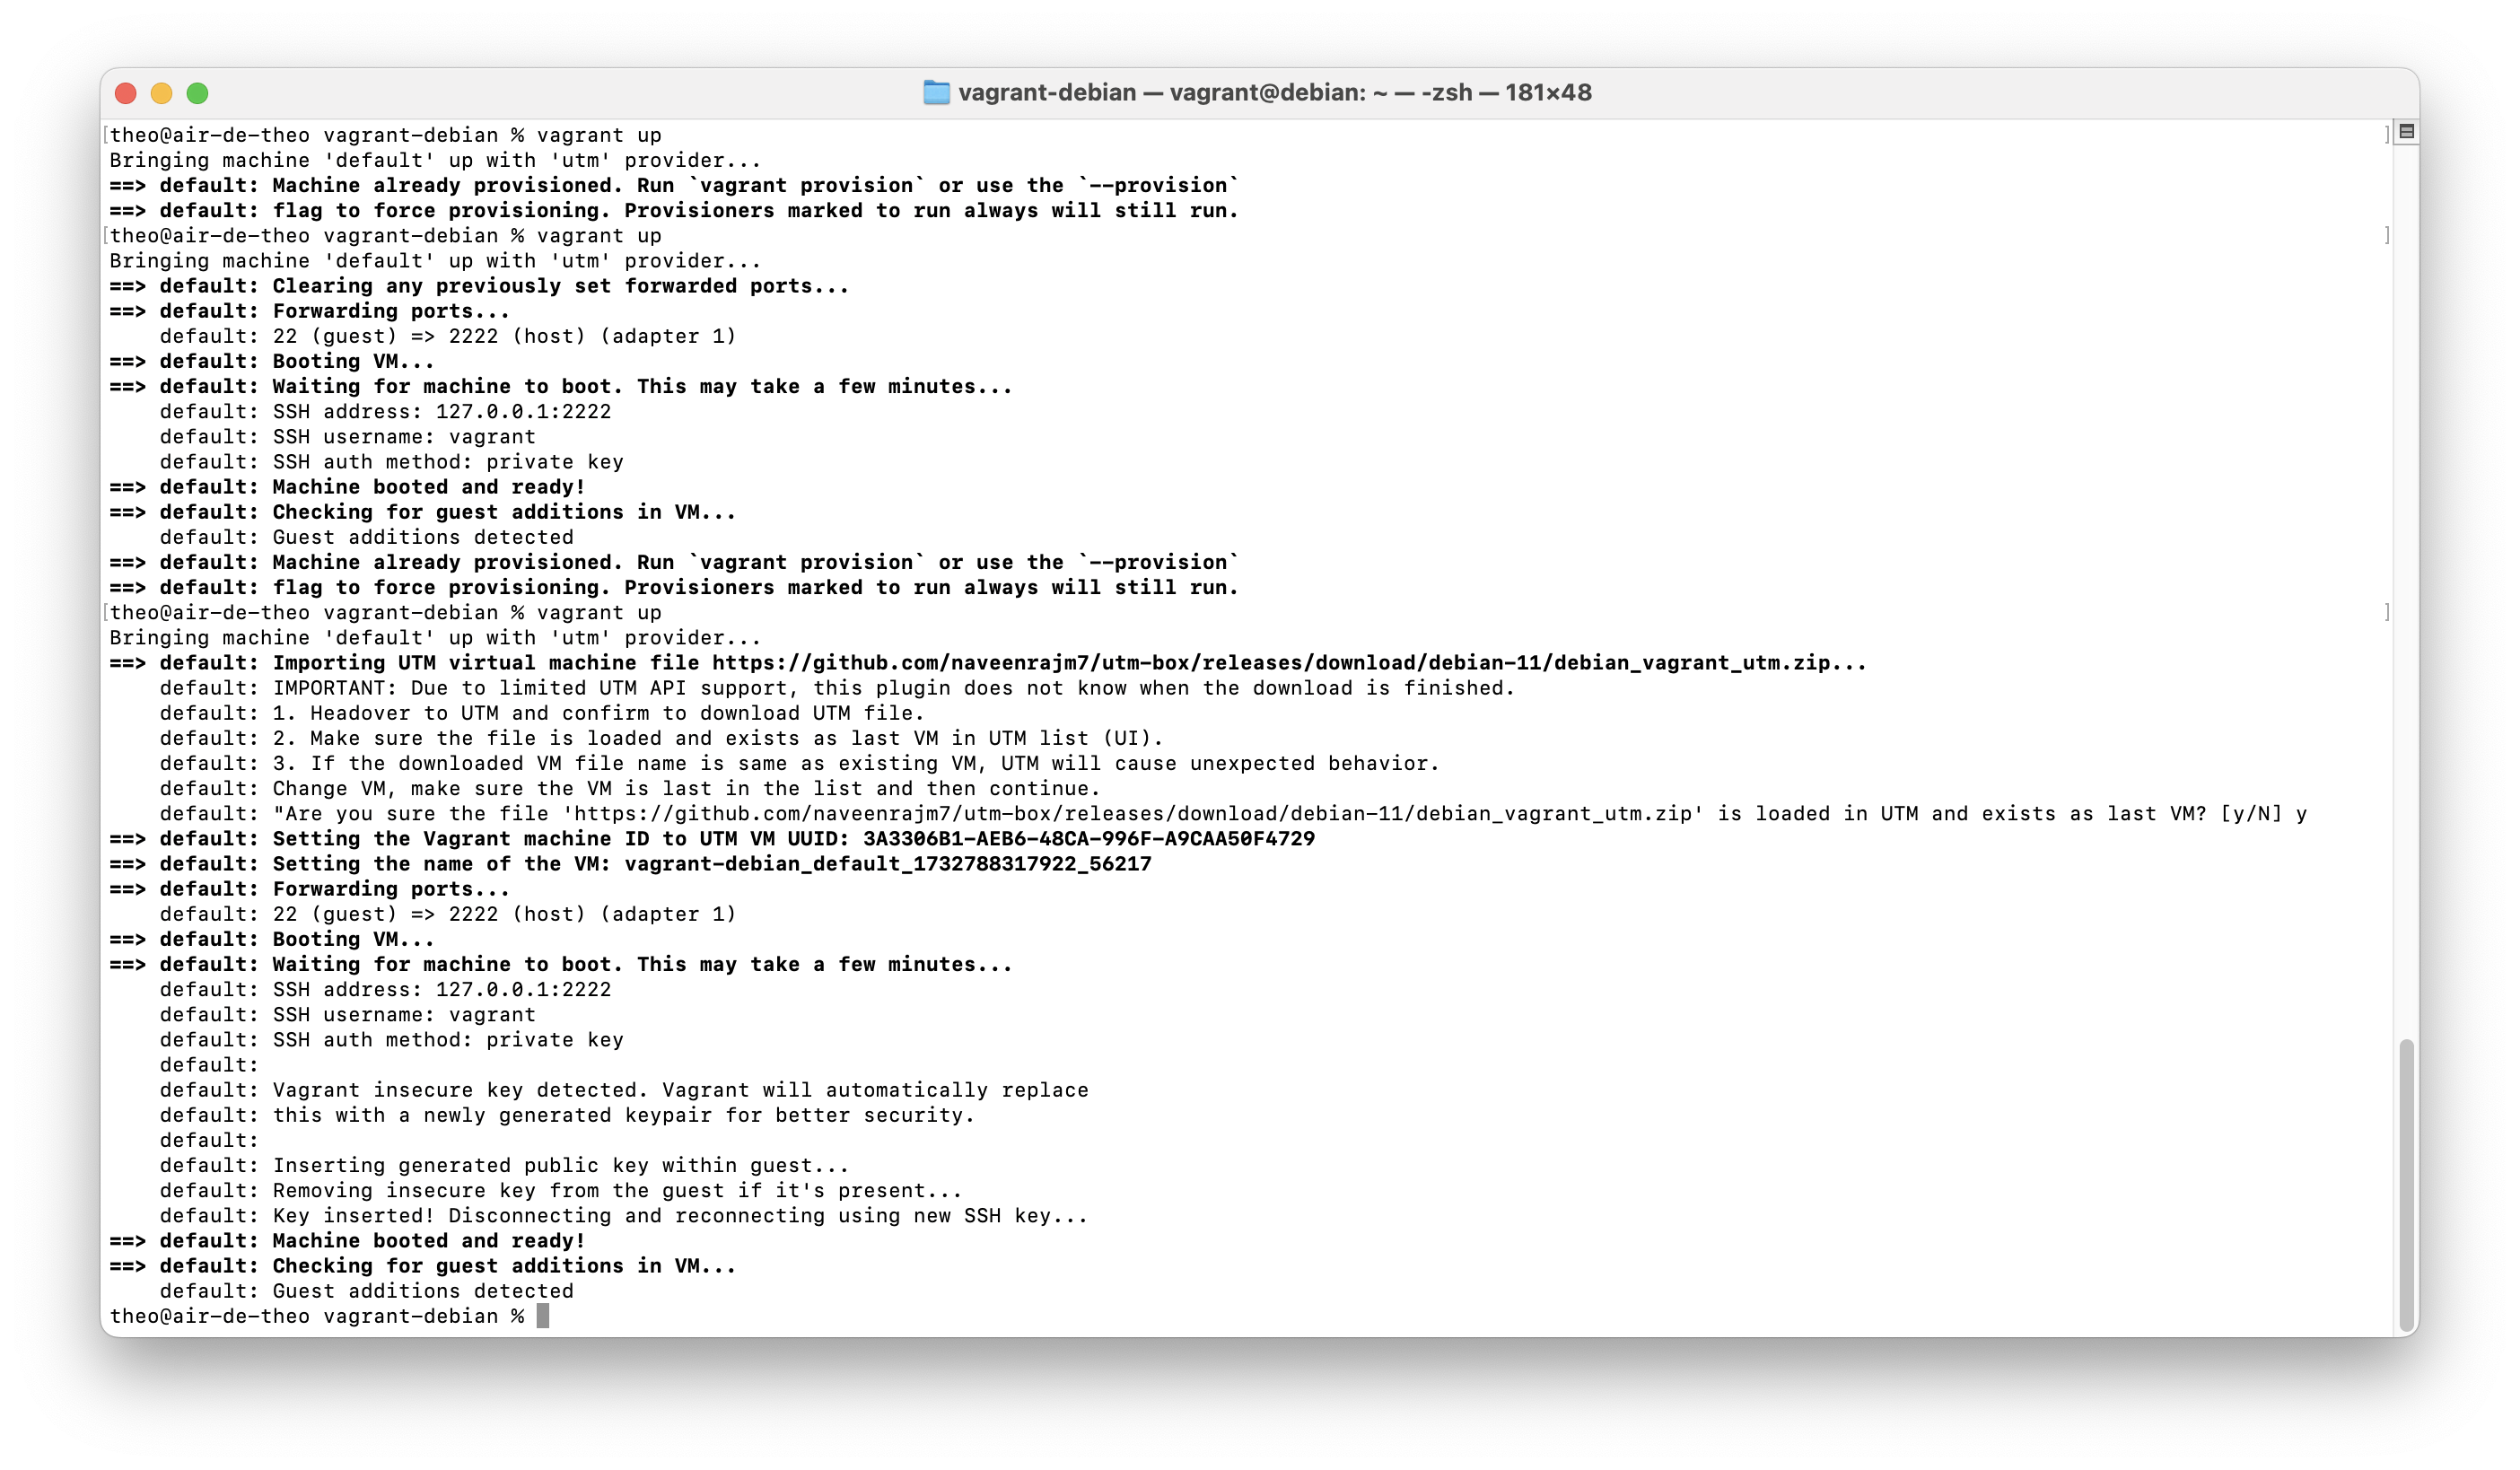 vagrant-debian — vagrant@debian: ~ — -zsh — 181×48
[theo@air-de-theo vagrant-debian % vagrant up ]
Bringing machine 'default' up with 'utm' provider...
==> default: Machine already provisioned. Run `vagrant provision` or use the `--provision`
==> default: flag to force provisioning. Provisioners marked to run always will still run.
[theo@air-de-theo vagrant-debian % vagrant up ]
Bringing machine 'default' up with 'utm' provider...
==> default: Clearing any previously set forwarded ports...
==> default: Forwarding ports...
    default: 22 (guest) => 2222 (host) (adapter 1)
==> default: Booting VM...
==> default: Waiting for machine to boot. This may take a few minutes...
    default: SSH address: 127.0.0.1:2222
    default: SSH username: vagrant
    default: SSH auth method: private key
==> default: Machine booted and ready!
==> default: Checking for guest additions in VM...
    default: Guest additions detected
==> default: Machine already provisioned. Run `vagrant provision` or use the `--provision`
==> default: flag to force provisioning. Provisioners marked to run always will still run.
[theo@air-de-theo vagrant-debian % vagrant up ]
Bringing machine 'default' up with 'utm' provider...
==> default: Importing UTM virtual machine file https://github.com/naveenrajm7/utm-box/releases/download/debian-11/debian_vagrant_utm.zip...
    default: IMPORTANT: Due to limited UTM API support, this plugin does not know when the download is finished.
    default: 1. Headover to UTM and confirm to download UTM file.
    default: 2. Make sure the file is loaded and exists as last VM in UTM list (UI).
    default: 3. If the downloaded VM file name is same as existing VM, UTM will cause unexpected behavior.
    default: Change VM, make sure the VM is last in the list and then continue.
    default: "Are you sure the file 'https://github.com/naveenrajm7/utm-box/releases/download/debian-11/debian_vagrant_utm.zip' is loaded in UTM and exists as last VM? [y/N] y
==> default: Setting the Vagrant machine ID to UTM VM UUID: 3A3306B1-AEB6-48CA-996F-A9CAA50F4729
==> default: Setting the name of the VM: vagrant-debian_default_1732788317922_56217
==> default: Forwarding ports...
    default: 22 (guest) => 2222 (host) (adapter 1)
==> default: Booting VM...
==> default: Waiting for machine to boot. This may take a few minutes...
    default: SSH address: 127.0.0.1:2222
    default: SSH username: vagrant
    default: SSH auth method: private key
    default:
    default: Vagrant insecure key detected. Vagrant will automatically replace
    default: this with a newly generated keypair for better security.
    default:
    default: Inserting generated public key within guest...
    default: Removing insecure key from the guest if it's present...
    default: Key inserted! Disconnecting and reconnecting using new SSH key...
==> default: Machine booted and ready!
==> default: Checking for guest additions in VM...
    default: Guest additions detected
theo@air-de-theo vagrant-debian %